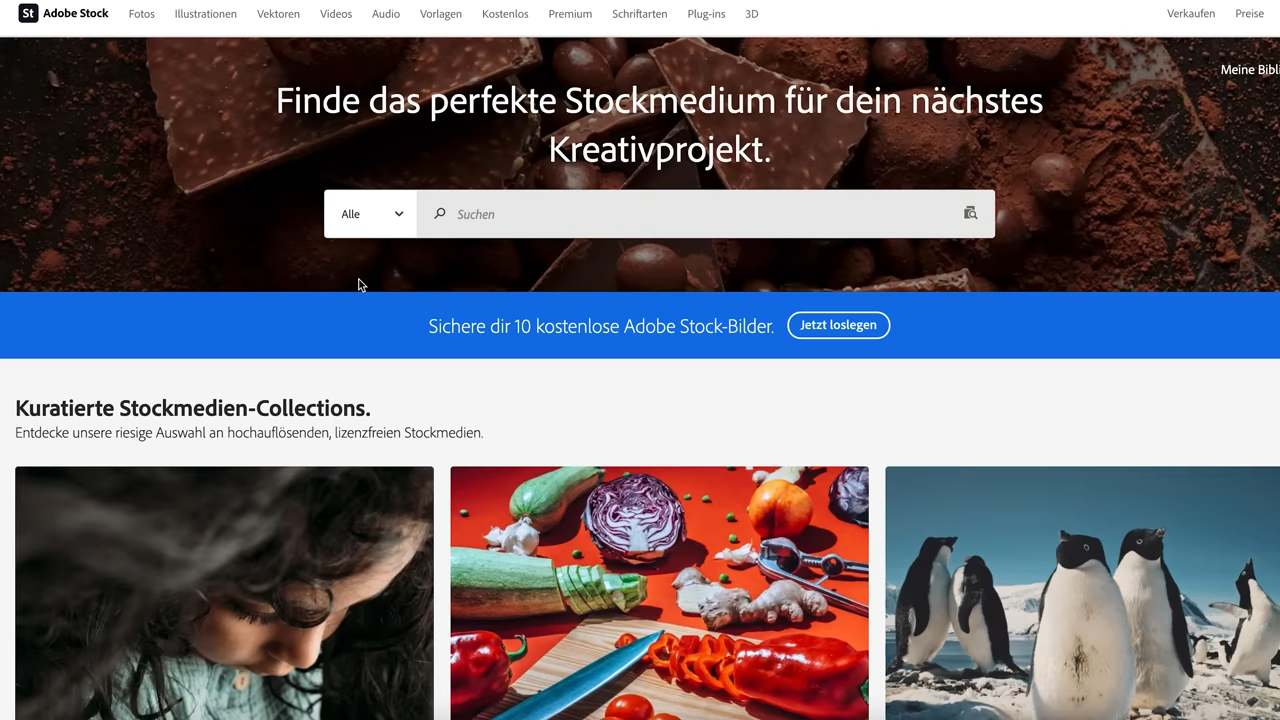 St Adobe Stock Fotos Illustrationen Vektoren Videos Audio Vorlagen Kostenlos Premium Schriftarten Plug-ins 3D Verkaufen Preise
Meine Bibli
Finde das perfekte Stockmedium für dein nächstes
Kreativprojekt.
Alle Suchen
Sichere dir 10 kostenlose Adobe Stock-Bilder. Jetzt loslegen
Kuratierte Stockmedien-Collections.
Entdecke unsere riesige Auswahl an hochauflösenden, lizenzfreien Stockmedien.